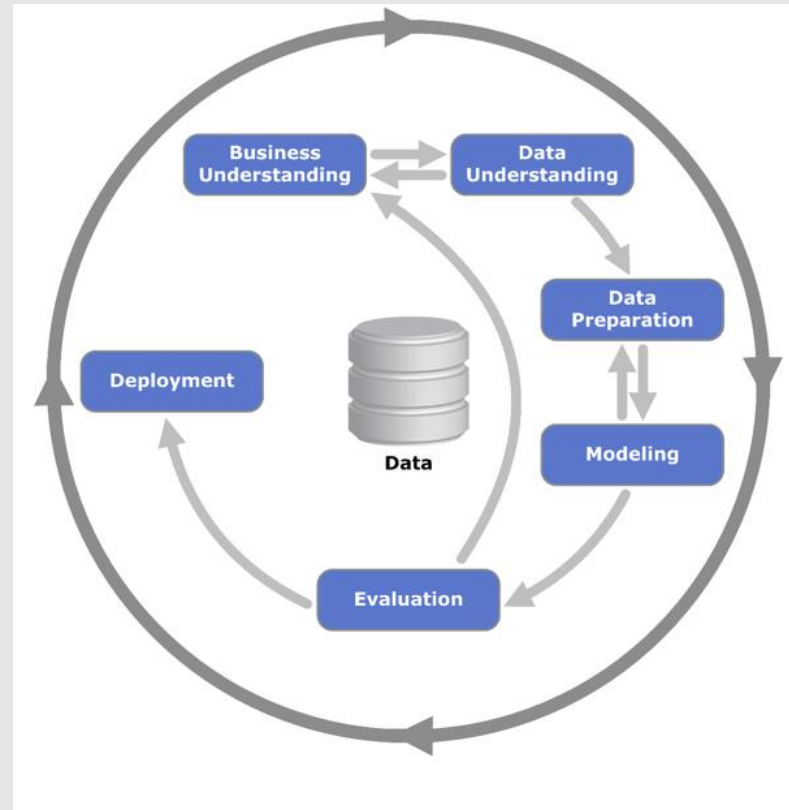 Business
Understanding
Data
Understanding
Data
Preparation
Deployment
Modeling
Data
Evaluation